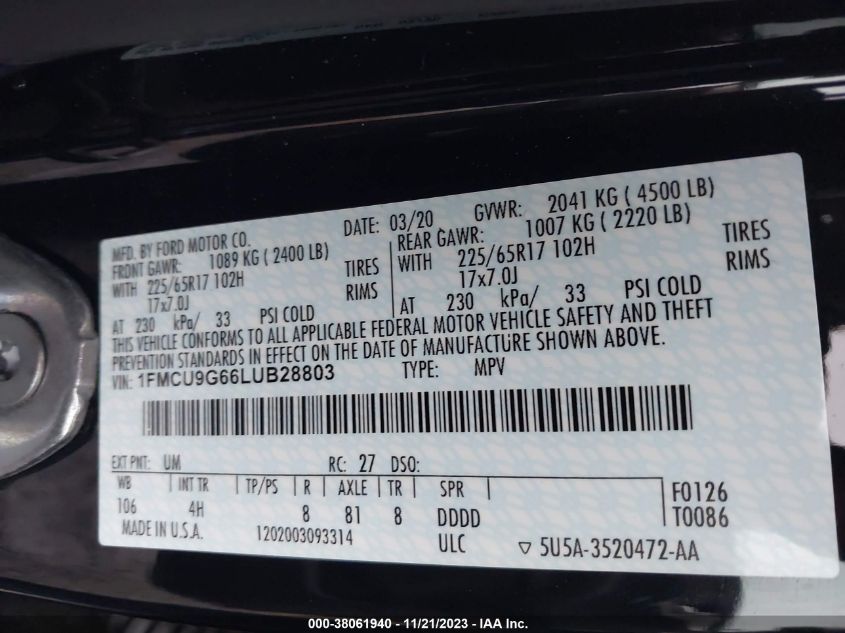 MFD. BY FORD MOTOR CO. DATE: 03/20 GVWR: 2041 KG ( 4500 LB)
FRONT GAWR: 1089 KG ( 2400 LB) REAR GAWR: 1007 KG ( 2220 LB)
WITH 225/65R17 102H TIRES WITH 225/65R17 102H TIRES
17x7.0J RIMS 17x7.0J RIMS
AT 230 kPa/ 33 PSI COLD AT 230 kPa/ 33 PSI COLD
THIS VEHICLE CONFORMS TO ALL APPLICABLE FEDERAL MOTOR VEHICLE SAFETY AND THEFT
PREVENTION STANDARDS IN EFFECT ON THE DATE OF MANUFACTURE SHOWN ABOVE.
VIN: 1FMCU9G66LUB28803 TYPE: MPV
EXT PNT: UM RC: 27 DSO:
WB INT TR TP/PS R AXLE TR SPR F0126
106 4H 8 81 8 DDDD T0086
MADE IN U.S.A. 1202003093314 ULC 5U5A-3520472-AA
000-38061940 - 11/21/2023 - IAA Inc.